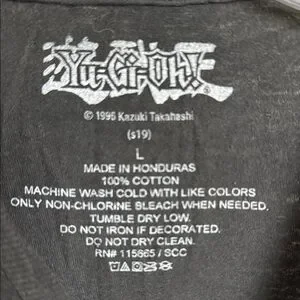 Yu-Gi-Oh!®
© 1996 Kazuki Takahashi
(s19)
L
MADE IN HONDURAS
100% COTTON
MACHINE WASH COLD WITH LIKE COLORS
ONLY NON-CHLORINE BLEACH WHEN NEEDED.
TUMBLE DRY LOW.
DO NOT IRON IF DECORATED.
DO NOT DRY CLEAN.
RN# 115665 / SCC